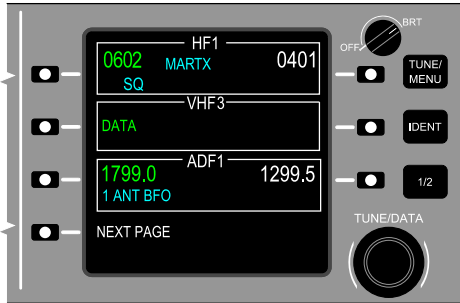 HF1
0602 MARTX 0401
SQ
VHF3
DATA
ADF1
1799.0 1299.5
1 ANT BFO
NEXT PAGE
OFF BRT
TUNE/
MENU
IDENT
1/2
TUNE/DATA